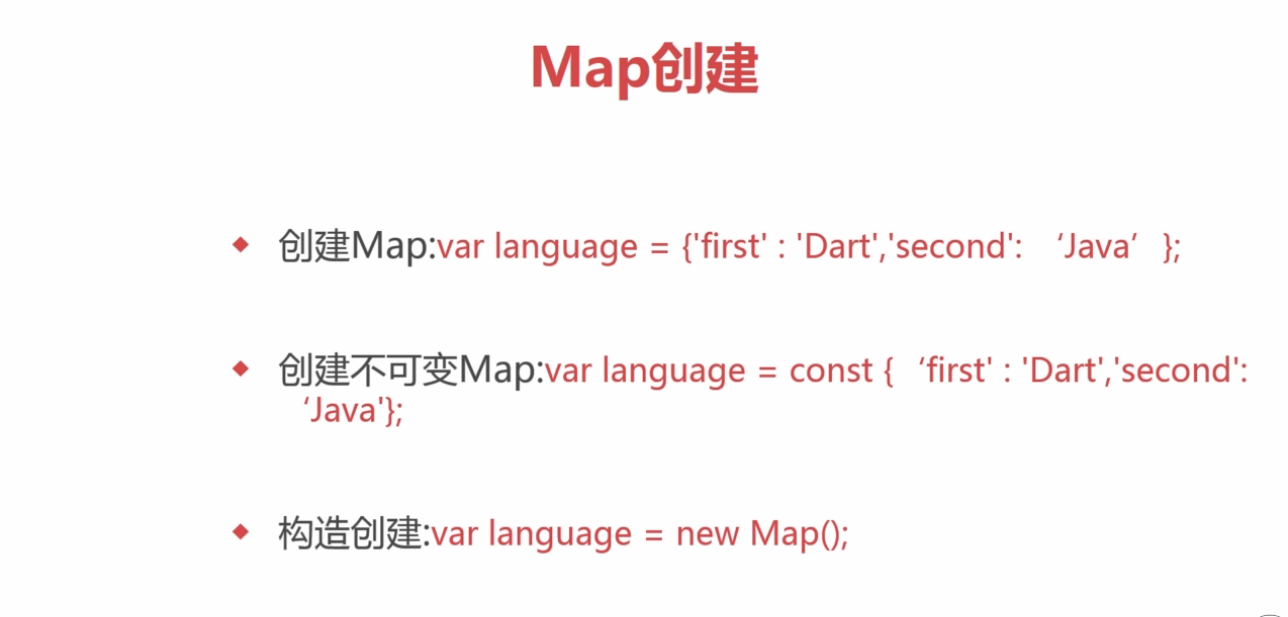 Map创建
创建Map:var language = {'first' : 'Dart','second': ‘Java’ };
创建不可变Map:var language = const { ‘first' : 'Dart','second':
‘Java'};
构造创建:var language = new Map();